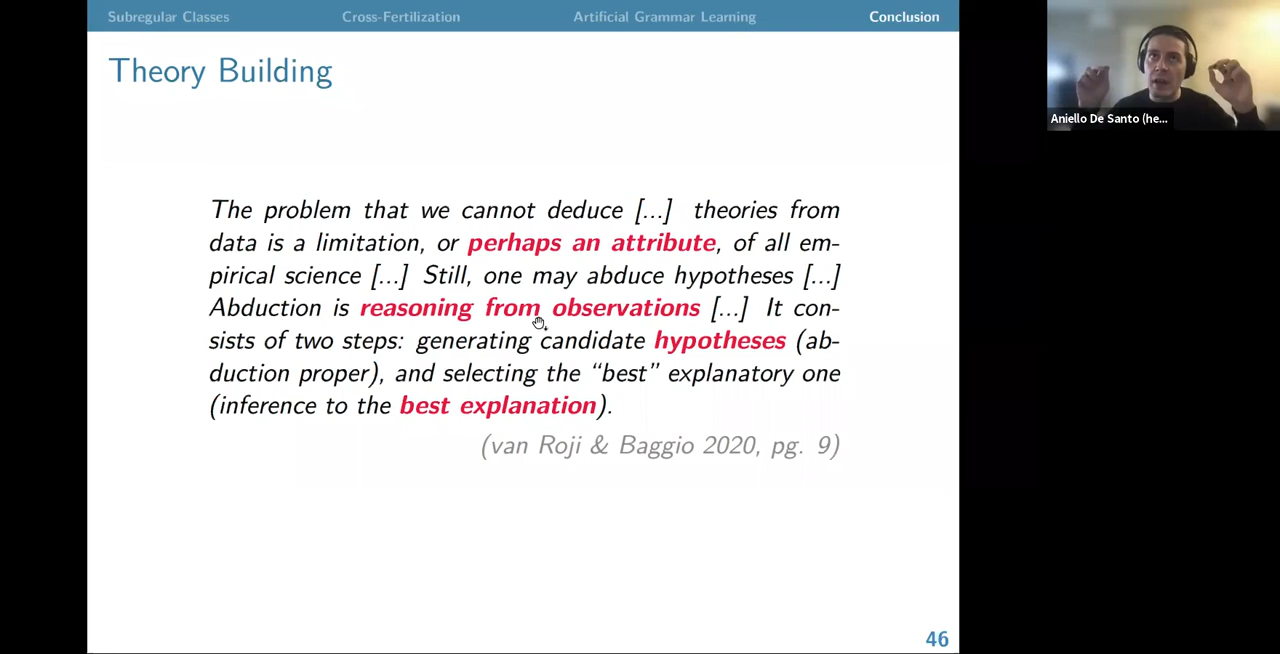 Subregular Classes Cross-Fertilization Artificial Grammar Learning Conclusion
Theory Building
The problem that we cannot deduce [...] theories from
data is a limitation, or perhaps an attribute, of all em-
pirical science [...] Still, one may abduce hypotheses [...]
Abduction is reasoning from observations [...] It con-
sists of two steps: generating candidate hypotheses (ab-
duction proper), and selecting the “best” explanatory one
(inference to the best explanation).
(van Roji & Baggio 2020, pg. 9)
46
Aniello De Santo (he...